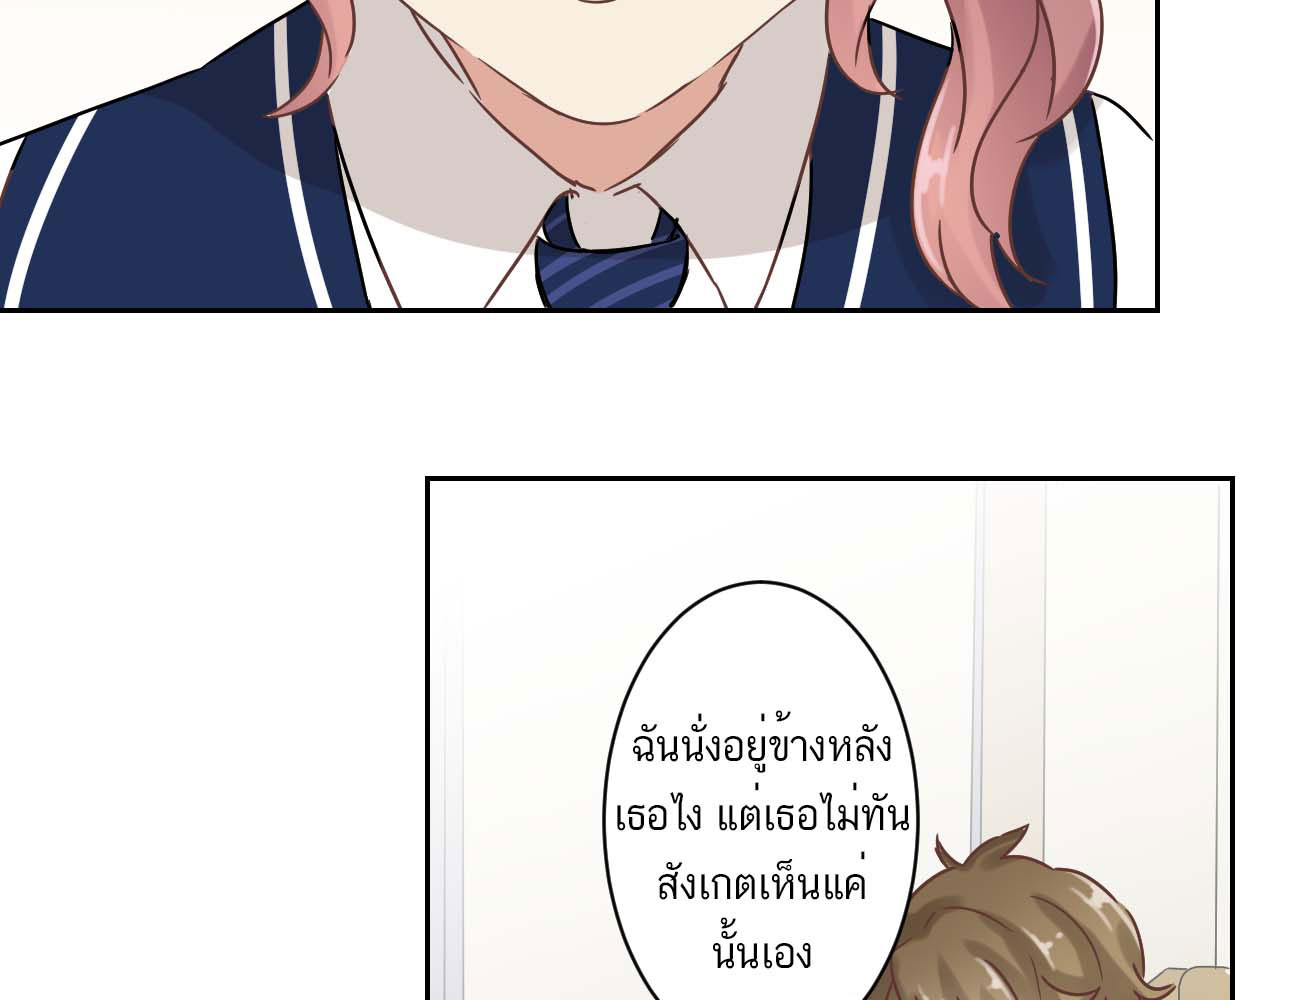 ฉันนั่งอยู่ข้างหลัง
เธอไง แต่เธอไม่ทัน
สังเกตเห็นแค่
นั้นเอง